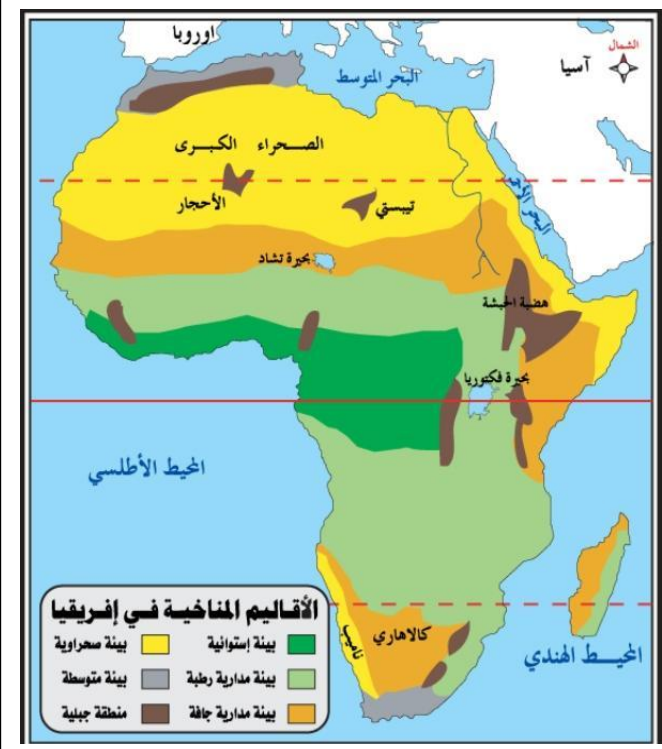 اوروبا
الشمال
آسيا
البحر المتوسط
الصحراء الكبرى
الأحجار
تيبستي
البحر الأحمر
بحيرة تشاد
هضبة الحبشة
بحيرة فكتوريا
المحيط الأطلسي
كالاهاري
ناميب
المحيط الهندي
الأقاليم المناخية في إفريقيا
بيئة إستوائية
بيئة صحراوية
بيئة مدارية رطبة
بيئة متوسطة
بيئة مدارية جافة
منطقة جبلية